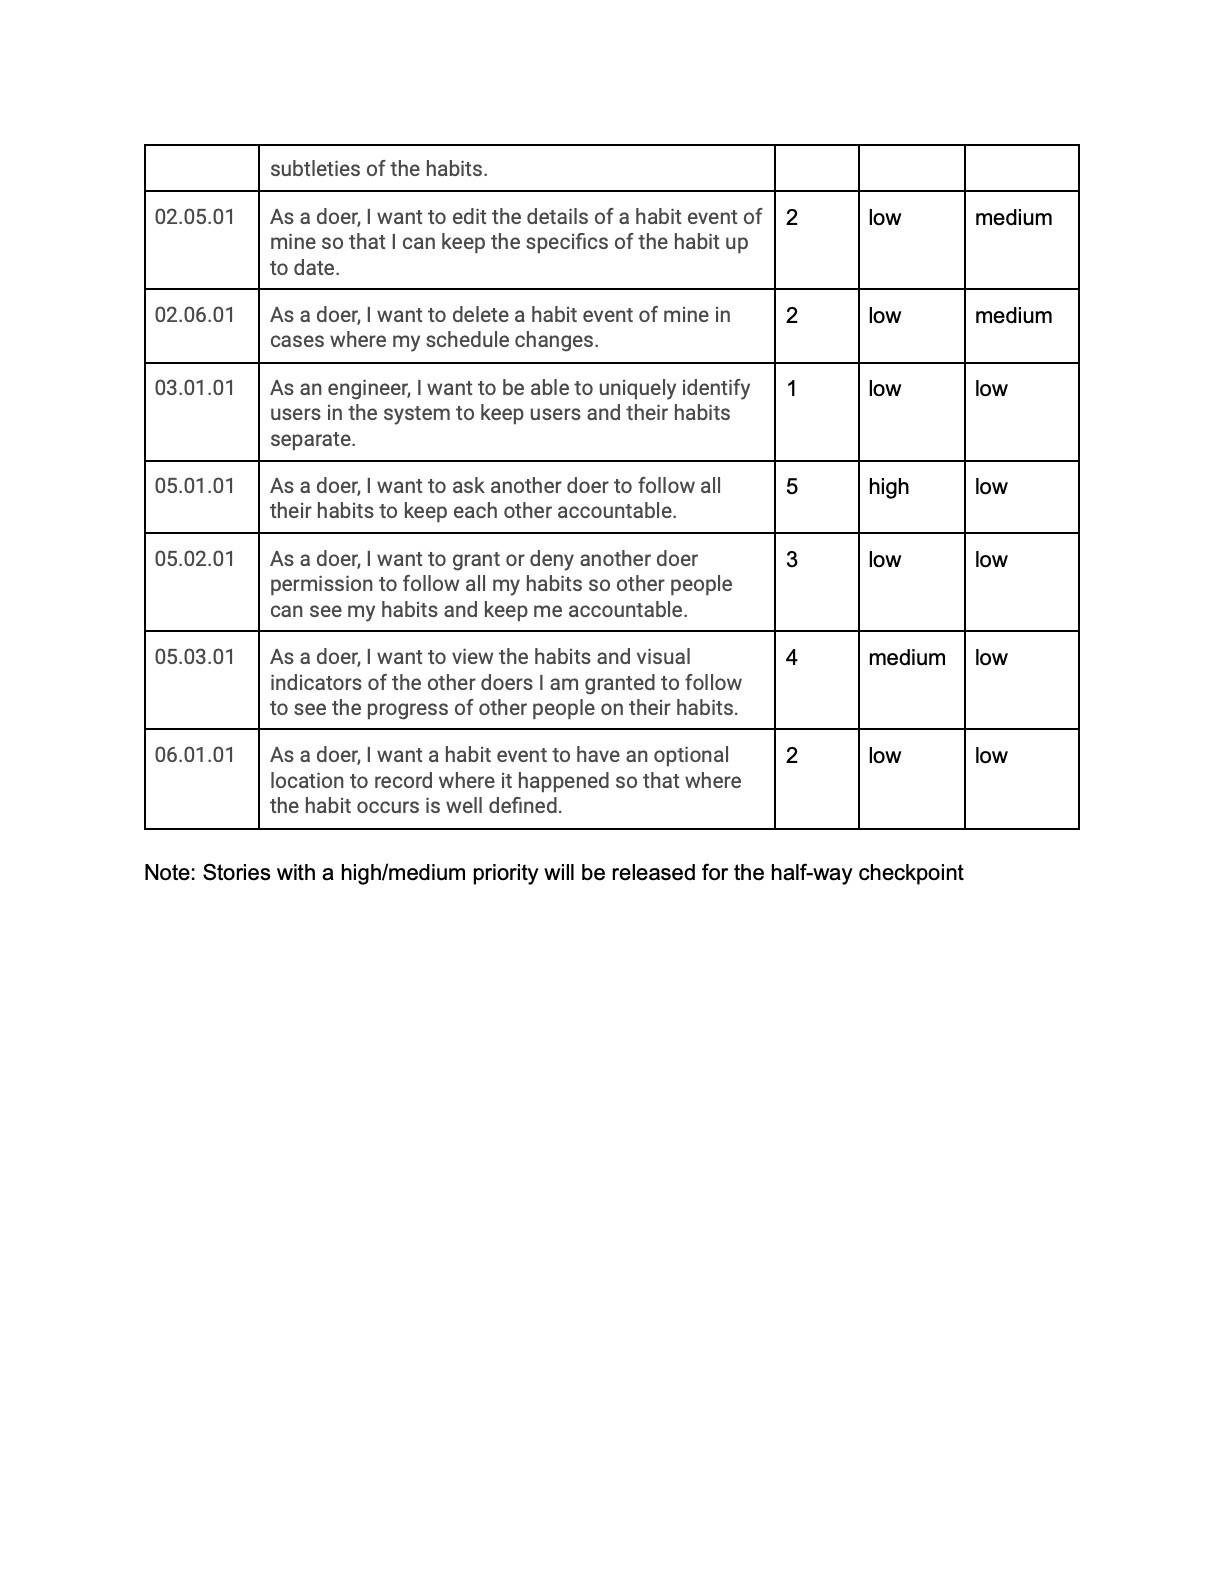 subtleties of the habits.
02.05.01 As a doer, I want to edit the details of a habit event of 2 low medium
mine so that I can keep the specifics of the habit up
to date.
02.06.01 As a doer, I want to delete a habit event of mine in 2 low medium
cases where my schedule changes.
03.01.01 As an engineer, I want to be able to uniquely identify 1 low low
users in the system to keep users and their habits
separate.
05.01.01 As a doer, I want to ask another doer to follow all 5 high low
their habits to keep each other accountable.
05.02.01 As a doer, I want to grant or deny another doer 3 low low
permission to follow all my habits so other people
can see my habits and keep me accountable.
05.03.01 As a doer, I want to view the habits and visual 4 medium low
indicators of the other doers I am granted to follow
to see the progress of other people on their habits.
06.01.01 As a doer, I want a habit event to have an optional 2 low low
location to record where it happened so that where
the habit occurs is well defined.
Note: Stories with a high/medium priority will be released for the half-way checkpoint